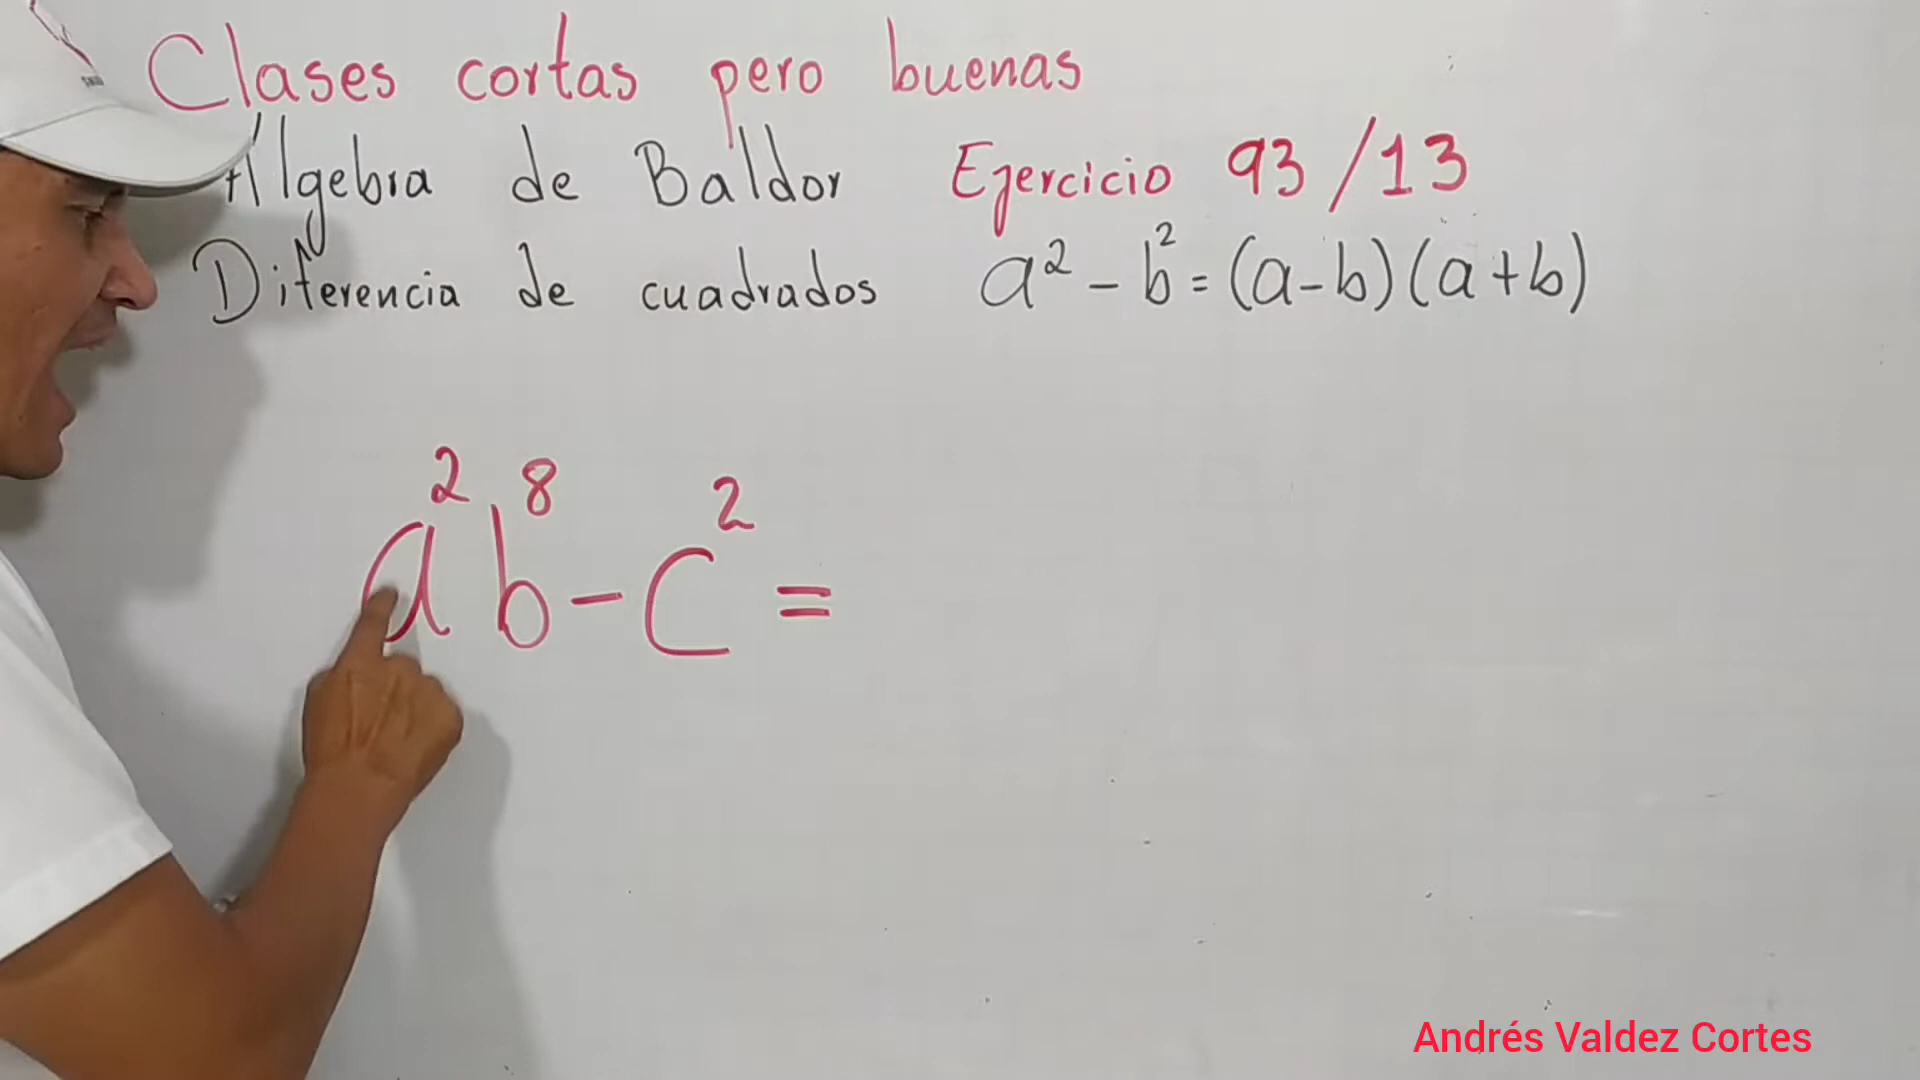 Clases cortas pero buenas
Álgebra de Baldor Ejercicio 93/13
Diferencia de cuadrados a² - b² = (a-b)(a+b)
a²b⁸ - c² =
Andrés Valdez Cortes